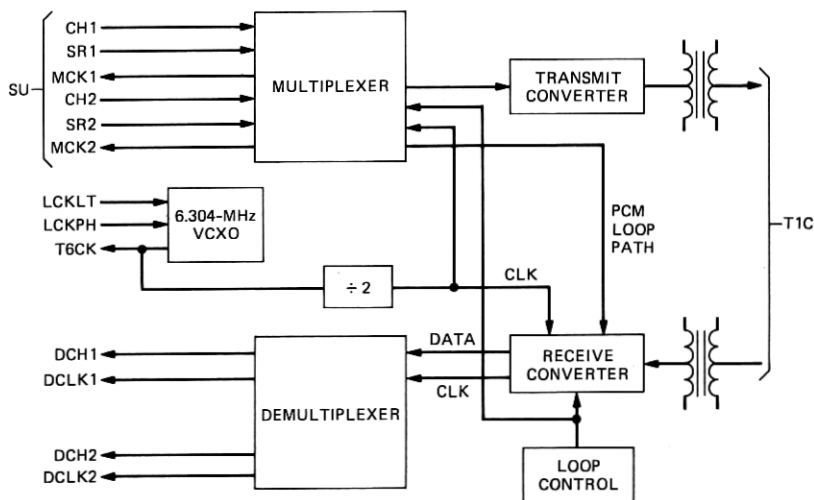 CH1
SR1
MCK1
SU
CH2
SR2
MCK2
MULTIPLEXER
TRANSMIT
CONVERTER
LCKLT
LCKPH
T6CK
6.304-MHz
VCXO
PCM
LOOP
PATH
T1C
÷2
CLK
DCH1
DCLK1
DCH2
DCLK2
DEMULTIPLEXER
DATA
CLK
RECEIVE
CONVERTER
LOOP
CONTROL